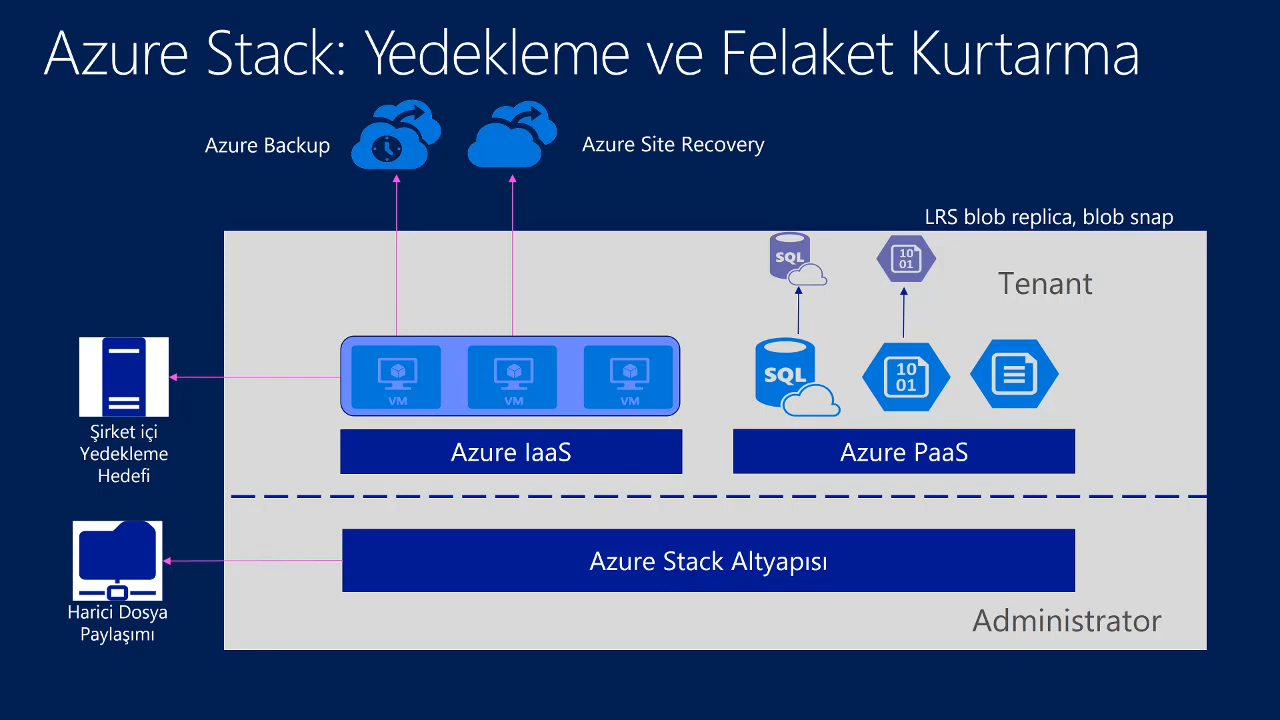 Azure Stack: Yedekleme ve Felaket Kurtarma
Azure Backup
Azure Site Recovery
LRS blob replica, blob snap
SQL
10
01
Tenant
VM
VM
VM
SQL
10
01
Şirket içi
Yedekleme
Hedefi
Azure IaaS
Azure PaaS
Azure Stack Altyapısı
Harici Dosya
Paylaşımı
Administrator